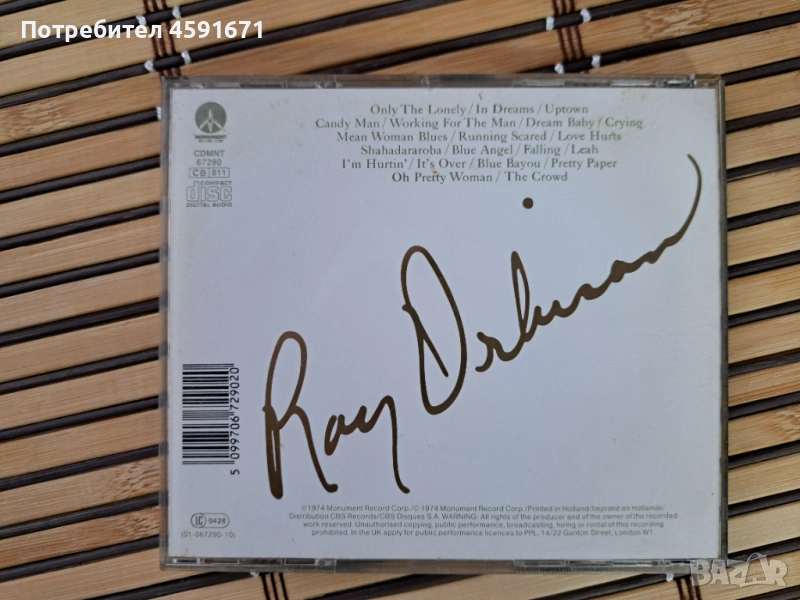 Потребител 4591671
MONUMENT
CDMNT
67290
CB 811
COMPACT
disc
DIGITAL AUDIO
Only The Lonely / In Dreams / Uptown
Candy Man / Working For The Man / Dream Baby / Crying
Mean Woman Blues / Running Scared / Love Hurts
Shahadararoba / Blue Angel / Falling / Leah
I'm Hurtin' / It's Over / Blue Bayou / Pretty Paper
Oh Pretty Woman / The Crowd
Roy Orbison
5 099706 729020
LC 0428
(01-067290-10)
℗ 1974 Monument Record Corp./© 1974 Monument Record Corp./Printed in Holland/Imprimé en Hollande/
Distribution CBS Records/CBS Disques S.A. WARNING: All rights of the producer and of the owner of the recorded
work reserved. Unauthorised copying, public performance, broadcasting, hiring or rental of this recording
prohibited. In the UK apply for public performance licences to PPL, 14/22 Ganton Street, London W1.
BAZAR